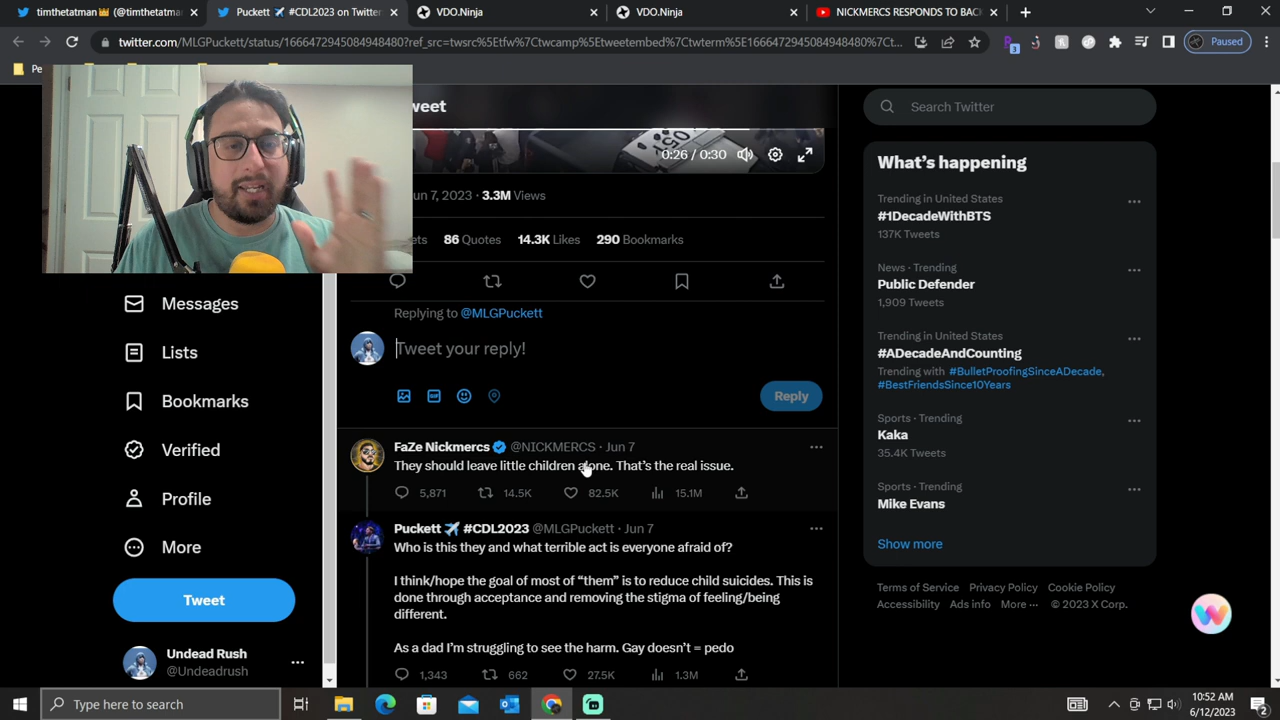 timthetatman👑 (@timthetatma
Puckett ✈️ #CDL2023 on Twitter
VDO.Ninja
VDO.Ninja
NICKMERCS RESPONDS TO BAC
twitter.com/MLGPuckett/status/1666472945084948480?ref_src=twsrc%5Etfw%7Ctwcamp%5Etweetembed%7Ctwterm%5E1666472945084948480%7Ct...
3
Paused
Pe
weet
0:26 / 0:30
un 7, 2023 · 3.3M Views
ets 86 Quotes 14.3K Likes 290 Bookmarks
Replying to @MLGPuckett
Tweet your reply!
Reply
FaZe Nickmercs @NICKMERCS · Jun 7
They should leave little children alone. That's the real issue.
5,871 14.5K 82.5K 15.1M
Puckett ✈️ #CDL2023 @MLGPuckett · Jun 7
Who is this they and what terrible act is everyone afraid of?
I think/hope the goal of most of “them” is to reduce child suicides. This is
done through acceptance and removing the stigma of feeling/being
different.
As a dad I'm struggling to see the harm. Gay doesn't = pedo
1,343 662 27.5K 1.3M
Messages
Lists
Bookmarks
Verified
Profile
More
Tweet
Undead Rush
@Undeadrush
Search Twitter
What's happening
Trending in United States
#1DecadeWithBTS
137K Tweets
News · Trending
Public Defender
1,909 Tweets
Trending in United States
#ADecadeAndCounting
Trending with #BulletProofingSinceADecade,
#BestFriendsSince10Years
Sports · Trending
Kaka
35.4K Tweets
Sports · Trending
Mike Evans
Show more
Terms of Service Privacy Policy Cookie Policy
Accessibility Ads info More ··· © 2023 X Corp.
Type here to search
10:52 AM
6/12/2023
2